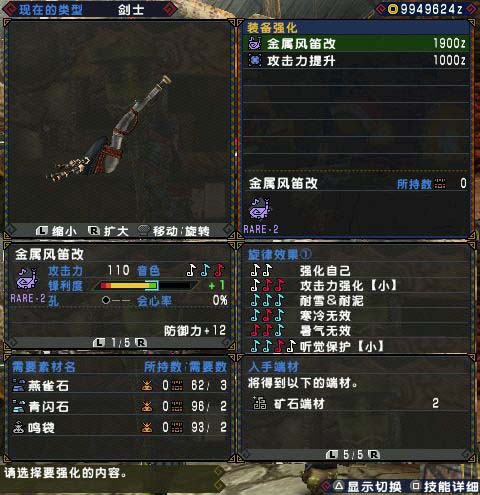 现在的类型 剑士
9949624z
装备强化
金属风笛改 1900z
攻击力提升 1000z
金属风笛改 所持数 0
RARE-2
L 缩小 R 扩大 移动/旋转
金属风笛改
攻击力 110 音色
锋利度 +1
RARE-2 孔 会心率 0%
防御力+12
L 1/5 R
旋律效果①
强化自己
攻击力强化【小】
耐雪&耐泥
寒冷无效
暑气无效
听觉保护【小】
需要素材名 所持数/需要数
燕雀石 0 62/ 3
青闪石 0 96/ 2
鸣袋 0 93/ 2
入手端材
将得到以下的端材。
矿石端材 2
L 5/5 R
请选择要强化的内容。
显示切换 技能详细